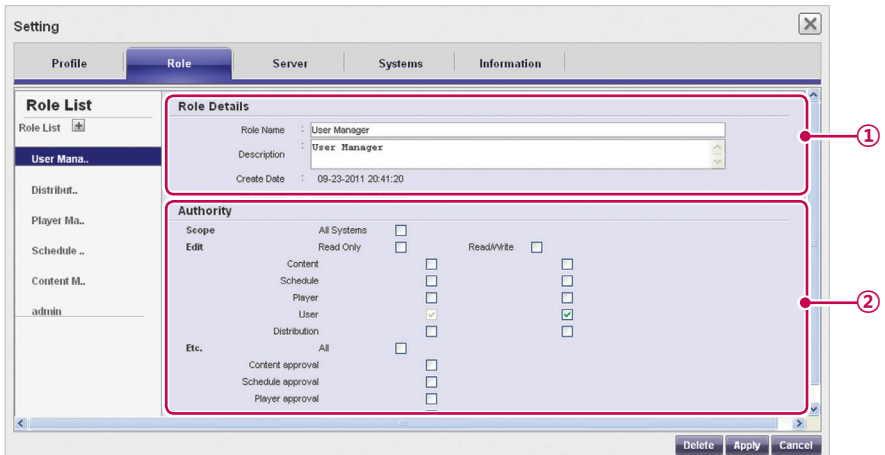 Setting
Profile Role Server Systems Information
Role List
Role List
User Mana..
Distribut..
Player Ma..
Schedule ..
Content M..
admin
Role Details
Role Name : User Manager
Description : User Manager
Create Date : 09-23-2011 20:41:20
①
Authority
Scope All Systems
Edit Read Only Read/Write
Content
Schedule
Player
User
Distribution
Etc. All
Content approval
Schedule approval
Player approval
②
Delete Apply Cancel